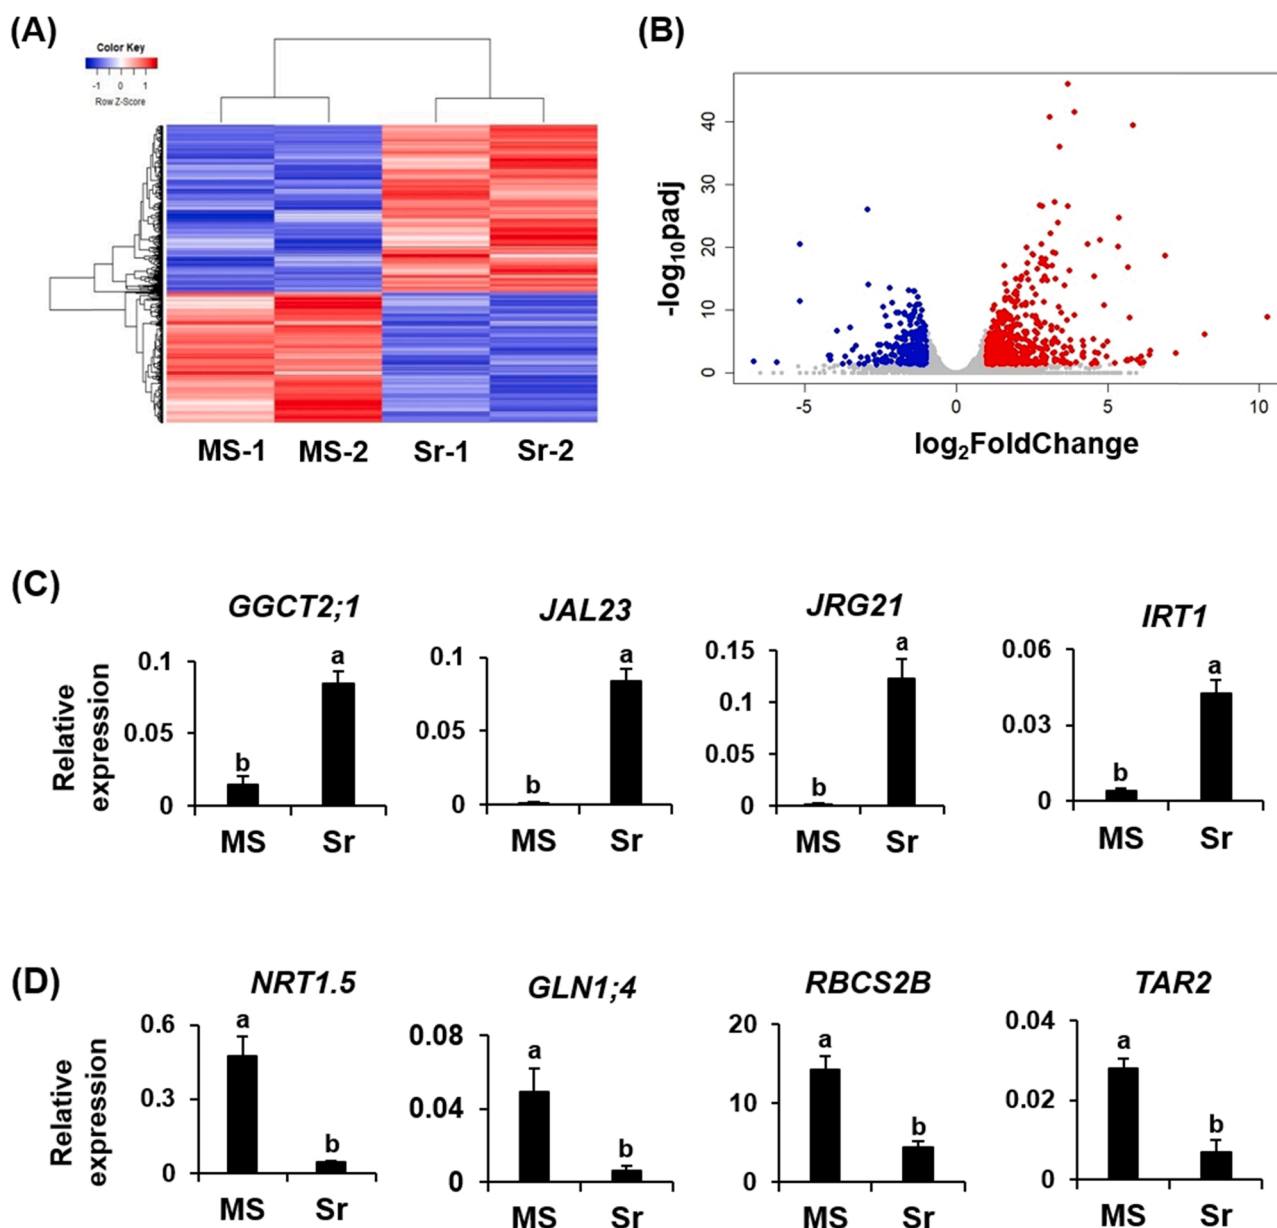 (A)
Color Key
-1 0 1
Row Z-Score
MS-1 MS-2 Sr-1 Sr-2
(B)
-log10padj
40
30
20
10
0
-5 0 5 10
log2FoldChange
(C)
Relative
expression
GGCT2;1
0.1
0.05
0
b
a
MS Sr
JAL23
0.1
0.05
0
b
a
MS Sr
JRG21
0.15
0.1
0.05
0
b
a
MS Sr
IRT1
0.06
0.03
0
b
a
MS Sr
(D)
Relative
expression
NRT1.5
0.6
0.3
0
a
b
MS Sr
GLN1;4
0.08
0.04
0
a
b
MS Sr
RBCS2B
20
10
0
a
b
MS Sr
TAR2
0.04
0.02
0
a
b
MS Sr